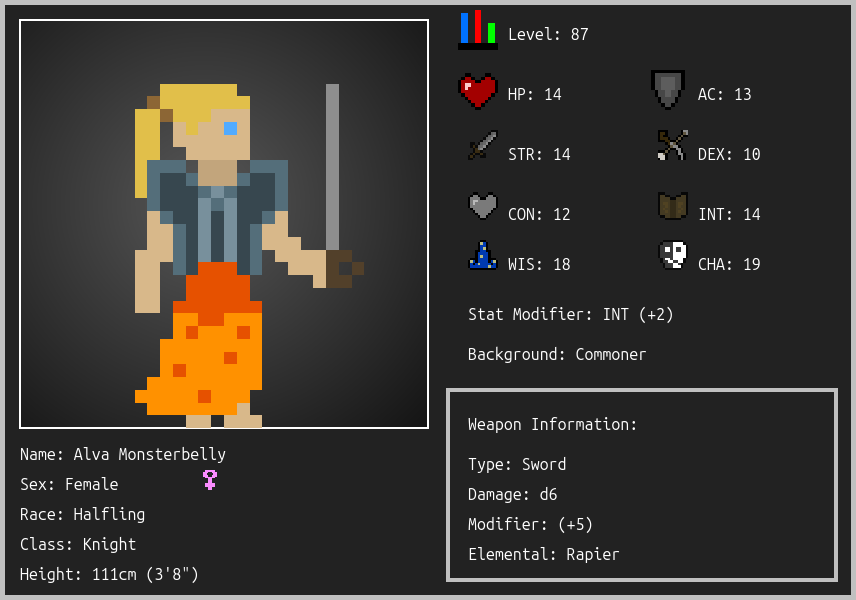 Level: 87
HP: 14
AC: 13
STR: 14
DEX: 10
CON: 12
INT: 14
WIS: 18
CHA: 19
Stat Modifier: INT (+2)
Background: Commoner
Name: Alva Monsterbelly
Sex: Female
Race: Halfling
Class: Knight
Height: 111cm (3'8")
Weapon Information:
Type: Sword
Damage: d6
Modifier: (+5)
Elemental: Rapier